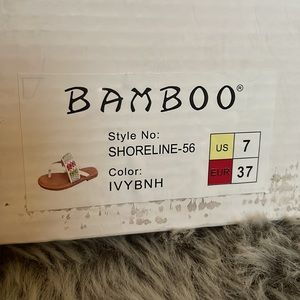 BAMBOO®
Style No:
SHORELINE-56
Color:
IVYBNH
US 7
EUR 37